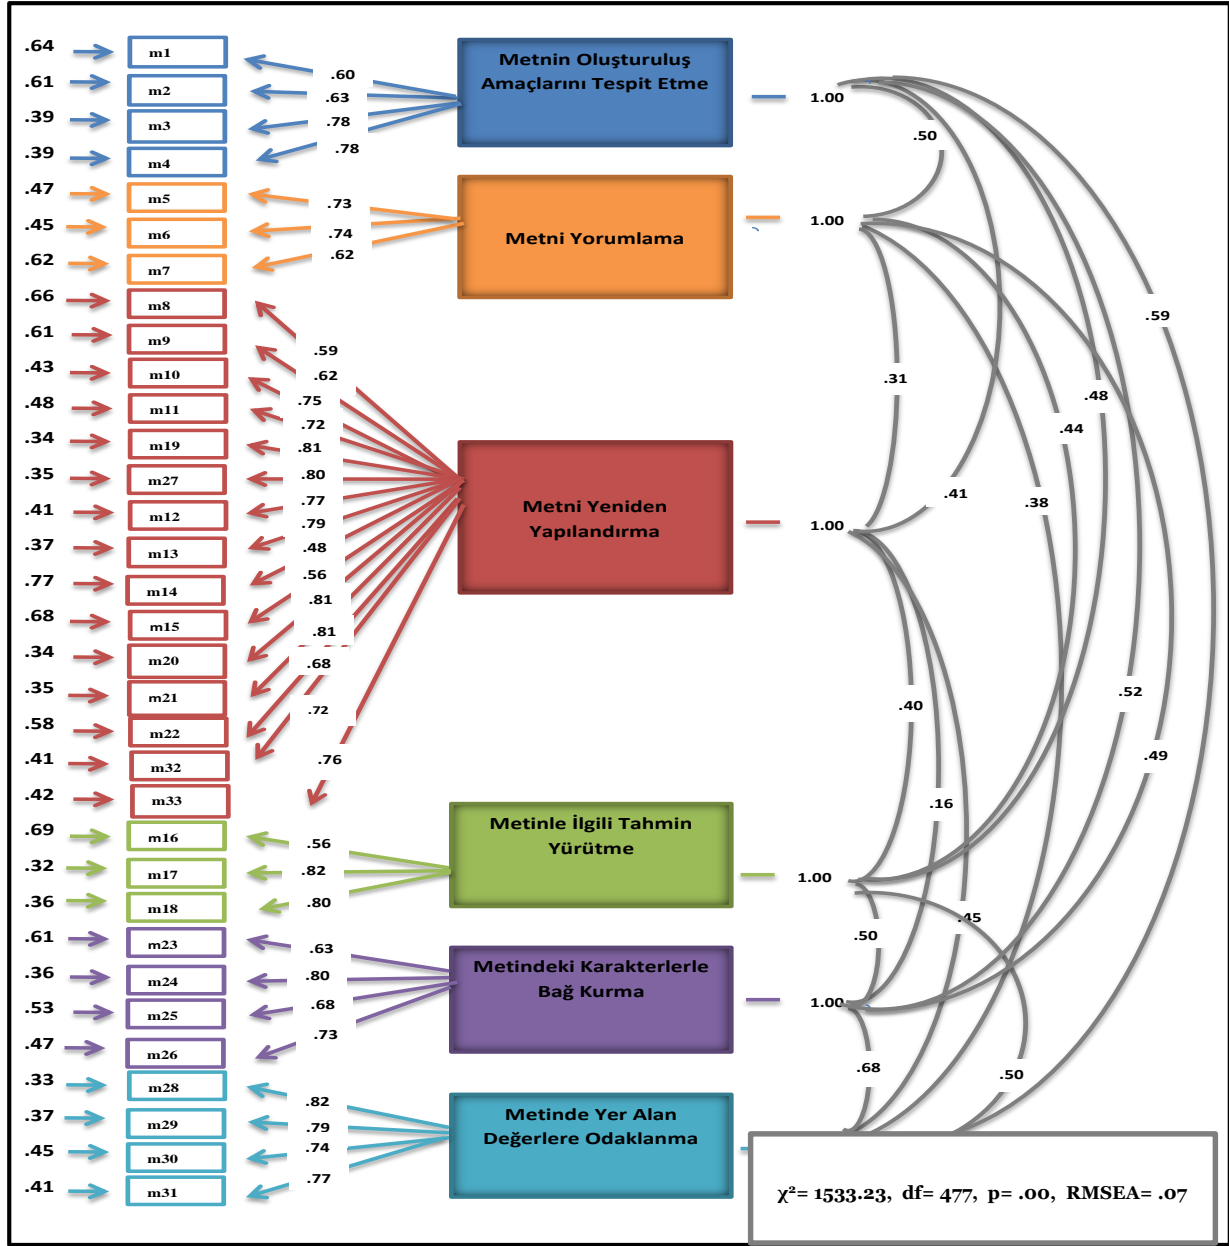 .64
m1
.61
m2
.39
m3
.39
m4
.47
m5
.45
m6
.62
m7
.66
m8
.61
m9
.43
m10
.48
m11
.34
m19
.35
m27
.41
m12
.37
m13
.77
m14
.68
m15
.34
m20
.35
m21
.58
m22
.41
m32
.42
m33
.69
m16
.32
m17
.36
m18
.61
m23
.36
m24
.53
m25
.47
m26
.33
m28
.37
m29
.45
m30
.41
m31
.60
.63
.78
.78
.73
.74
.62
.59
.62
.75
.72
.81
.80
.77
.79
.48
.56
.81
.81
.68
.72
.76
.56
.82
.80
.63
.80
.68
.73
.82
.79
.74
.77
Metnin Oluşturuluş
Amaçlarını Tespit Etme
Metni Yorumlama
Metni Yeniden
Yapılandırma
Metinle İlgili Tahmin
Yürütme
Metindeki Karakterlerle
Bağ Kurma
Metinde Yer Alan
Değerlere Odaklanma
1.00
1.00
1.00
1.00
1.00
.50
.59
.31
.48
.44
.41
.38
.40
.52
.49
.16
.45
.50
.68
.50
χ²= 1533.23, df= 477, p= .00, RMSEA= .07